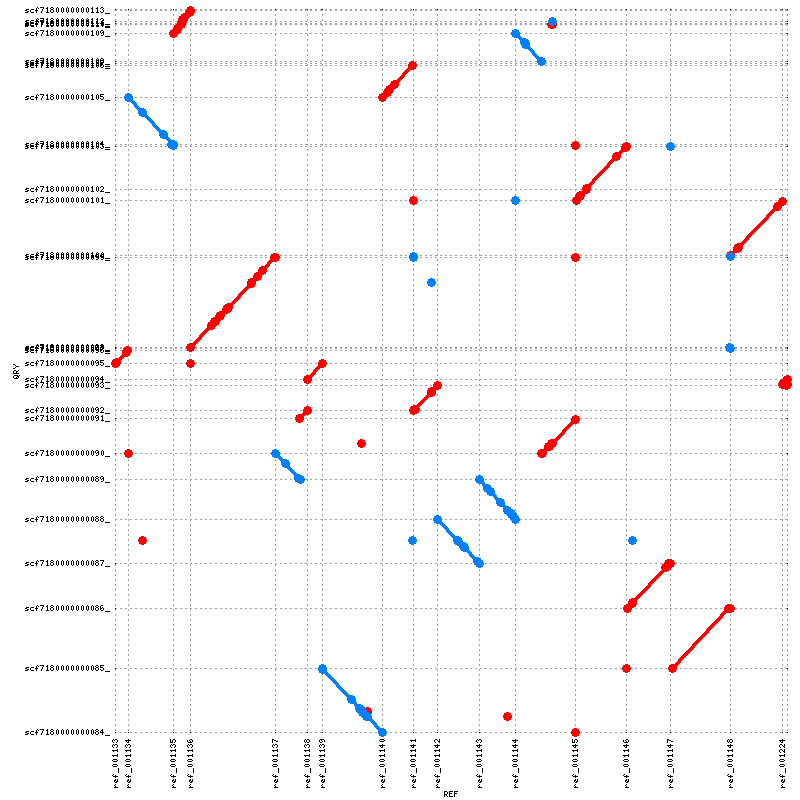 scf7180000000113_
scf7180000000109_
scf7180000000105_
scf7180000000102_
scf7180000000101_
scf7180000000095_
scf7180000000094_
scf7180000000093_
scf7180000000092_
scf7180000000091_
scf7180000000090_
scf7180000000089_
scf7180000000088_
scf7180000000087_
scf7180000000086_
scf7180000000085_
scf7180000000084_
QRY
ref_001133
ref_001134
ref_001135
ref_001136
ref_001137
ref_001138
ref_001139
ref_001140
ref_001141
ref_001142
ref_001143
ref_001144
ref_001145
ref_001146
ref_001147
ref_001148
ref_001224
REF